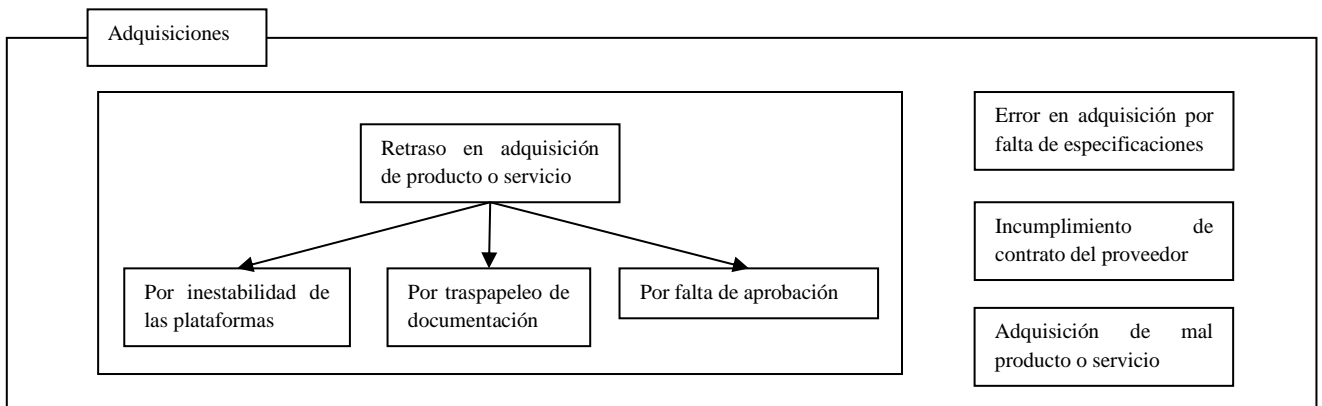 Adquisiciones
Retraso en adquisición
de producto o servicio
Por inestabilidad de
las plataformas
Por traspapeleo de
documentación
Por falta de aprobación
Error en adquisición por
falta de especificaciones
Incumplimiento de
contrato del proveedor
Adquisición de mal
producto o servicio